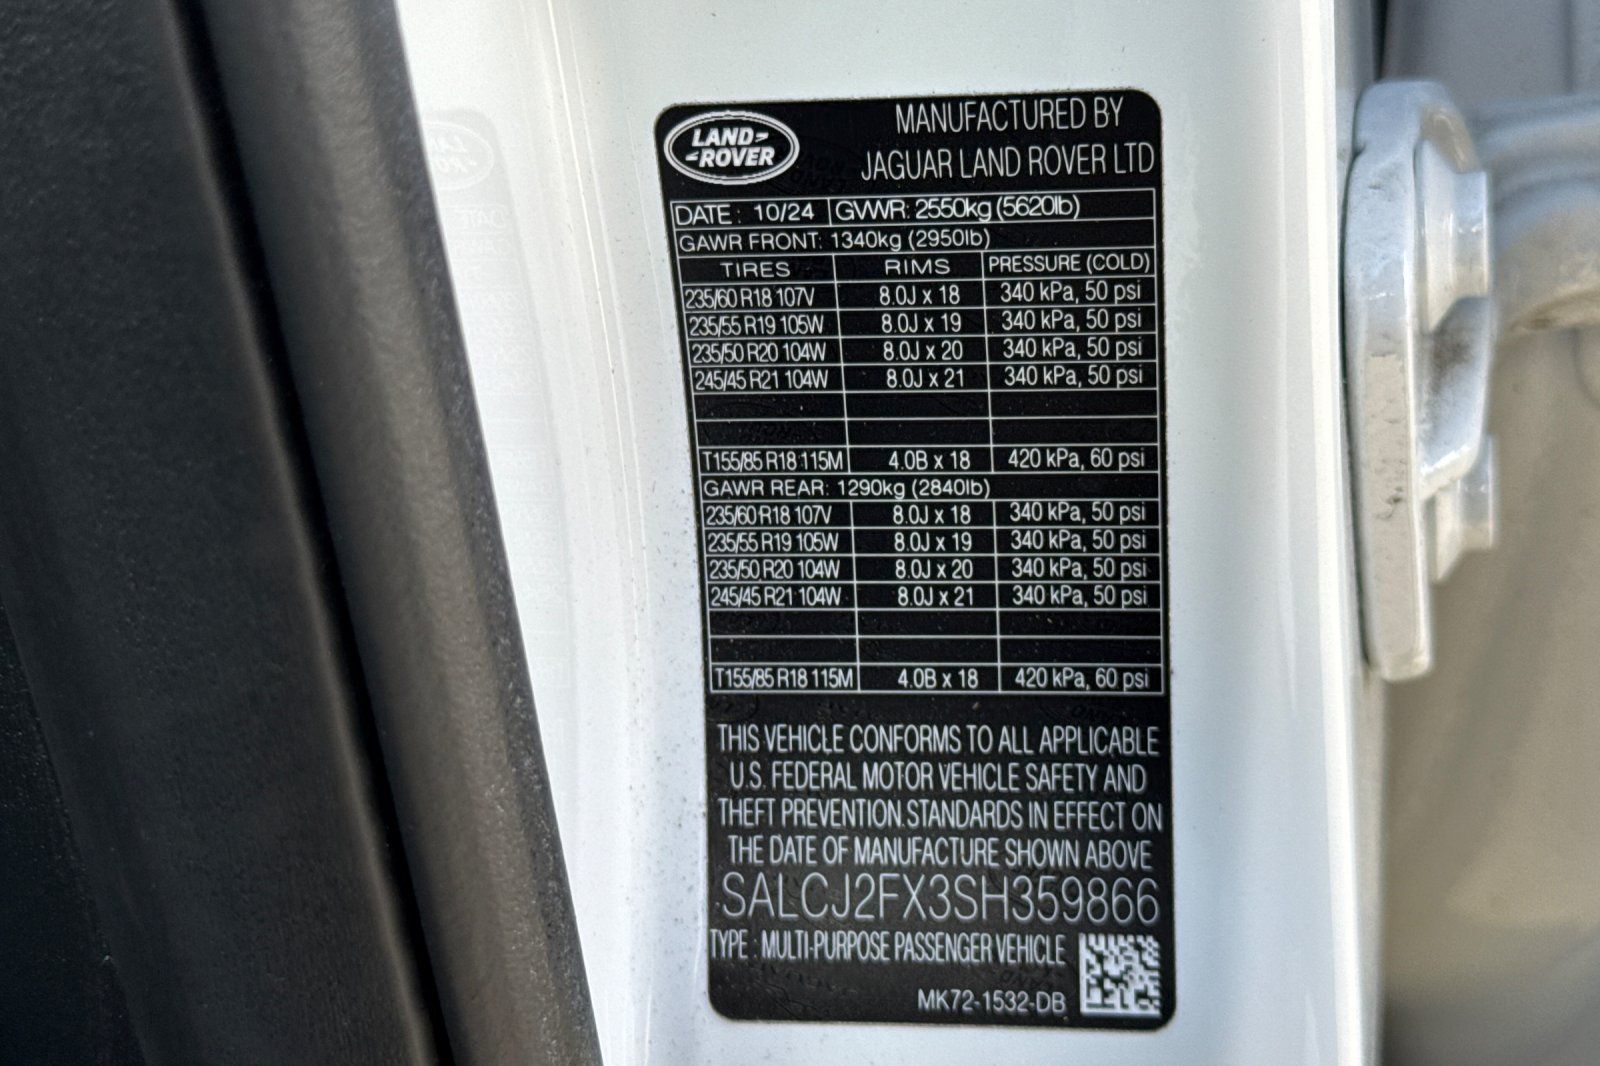 LAND-
-ROVER
MANUFACTURED BY
JAGUAR LAND ROVER LTD
DATE: 10/24 GVWR: 2550kg (5620lb)
GAWR FRONT: 1340kg (2950lb)
TIRES RIMS PRESSURE (COLD)
235/60 R18 107V 8.0J x 18 340 kPa, 50 psi
235/55 R19 105W 8.0J x 19 340 kPa, 50 psi
235/50 R20 104W 8.0J x 20 340 kPa, 50 psi
245/45 R21 104W 8.0J x 21 340 kPa, 50 psi
T155/85 R18 115M 4.0B x 18 420 kPa, 60 psi
GAWR REAR: 1290kg (2840lb)
235/60 R18 107V 8.0J x 18 340 kPa, 50 psi
235/55 R19 105W 8.0J x 19 340 kPa, 50 psi
235/50 R20 104W 8.0J x 20 340 kPa, 50 psi
245/45 R21 104W 8.0J x 21 340 kPa, 50 psi
T155/85 R18 115M 4.0B x 18 420 kPa, 60 psi
THIS VEHICLE CONFORMS TO ALL APPLICABLE
U.S. FEDERAL MOTOR VEHICLE SAFETY AND
THEFT PREVENTION STANDARDS IN EFFECT ON
THE DATE OF MANUFACTURE SHOWN ABOVE
SALCJ2FX3SH359866
TYPE : MULTI-PURPOSE PASSENGER VEHICLE
MK72-1532-DB